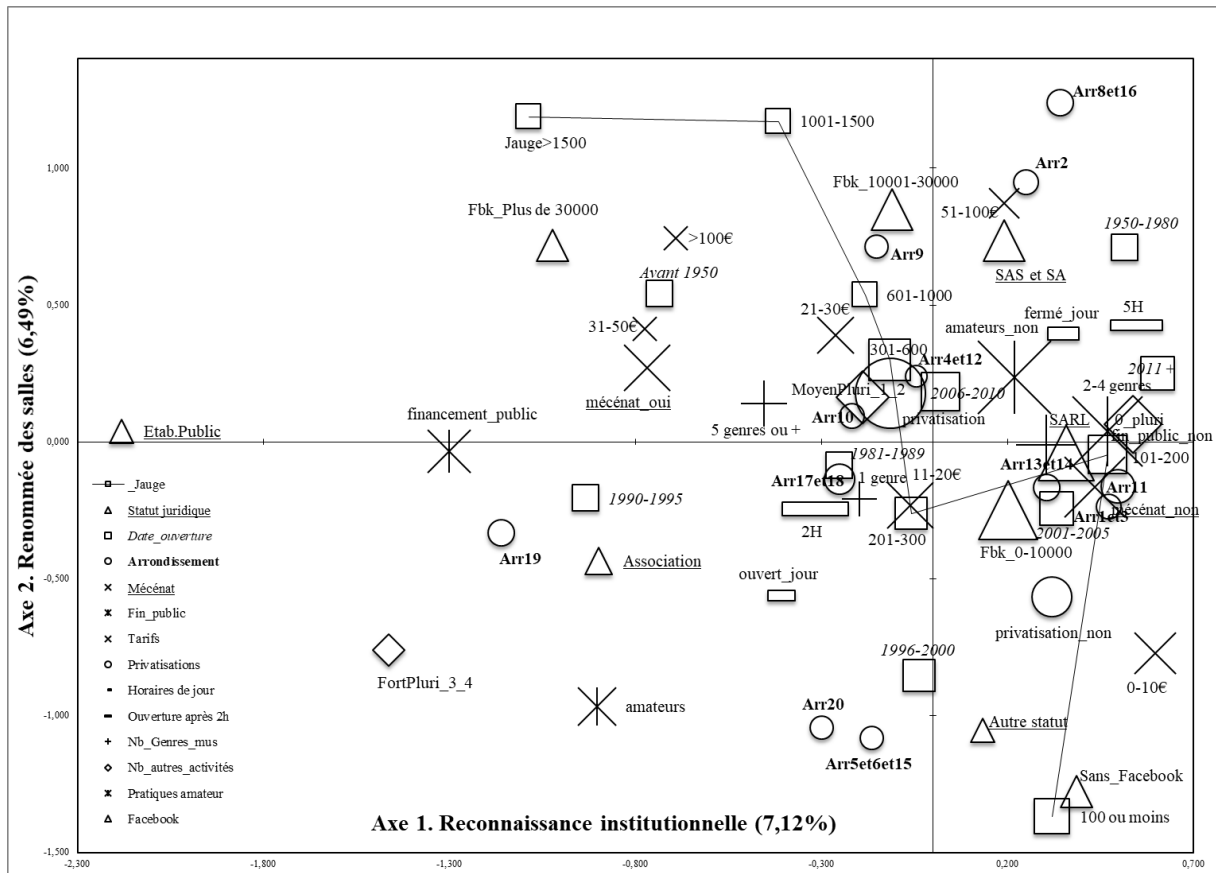 Arr8et16
1001-1500
Jauge>1500
1,000
Arr2
Fbk_10001-30000
51-100€
Fbk_Plus de 30000
1950-1980
>100€
Arr9
SAS et SA
Avant 1950
0,500
601-1000
fermé_jour
5H
21-30€
31-50€
amateurs_non
301-600
Arr4et12
2011 +
mécénat_oui
MoyenPluri_1_2
2006-2010
2-4 genres
financement_public
Arr10
privatisation
0_pluri
Etab.Public
5 genres ou +
SARL
fin_public_non
0,000
1981-1989
Arr13et14
101-200
_Jauge
Arr17et18
1 genre
11-20€
Arr11
Statut juridique
1990-1995
Arr1et3
mécénat_non
Date_ouverture
2H
201-300
2001-2005
Arrondissement
Arr19
Fbk_0-10000
Mécénat
Association
ouvert_jour
-0,500
Fin_public
Tarifs
privatisation_non
Privatisations
1996-2000
FortPluri_3_4
0-10€
Horaires de jour
amateurs
Arr20
-1,000
Ouverture après 2h
Autre statut
Nb_Genres_mus
Arr5et6et15
Nb_autres_activités
Sans_Facebook
Pratiques amateur
100 ou moins
Facebook
Axe 1. Reconnaissance institutionnelle (7,12%)
Axe 2. Renommée des salles (6,49%)
-1,500
-2,300
-1,800
-1,300
-0,800
-0,300
0,200
0,700